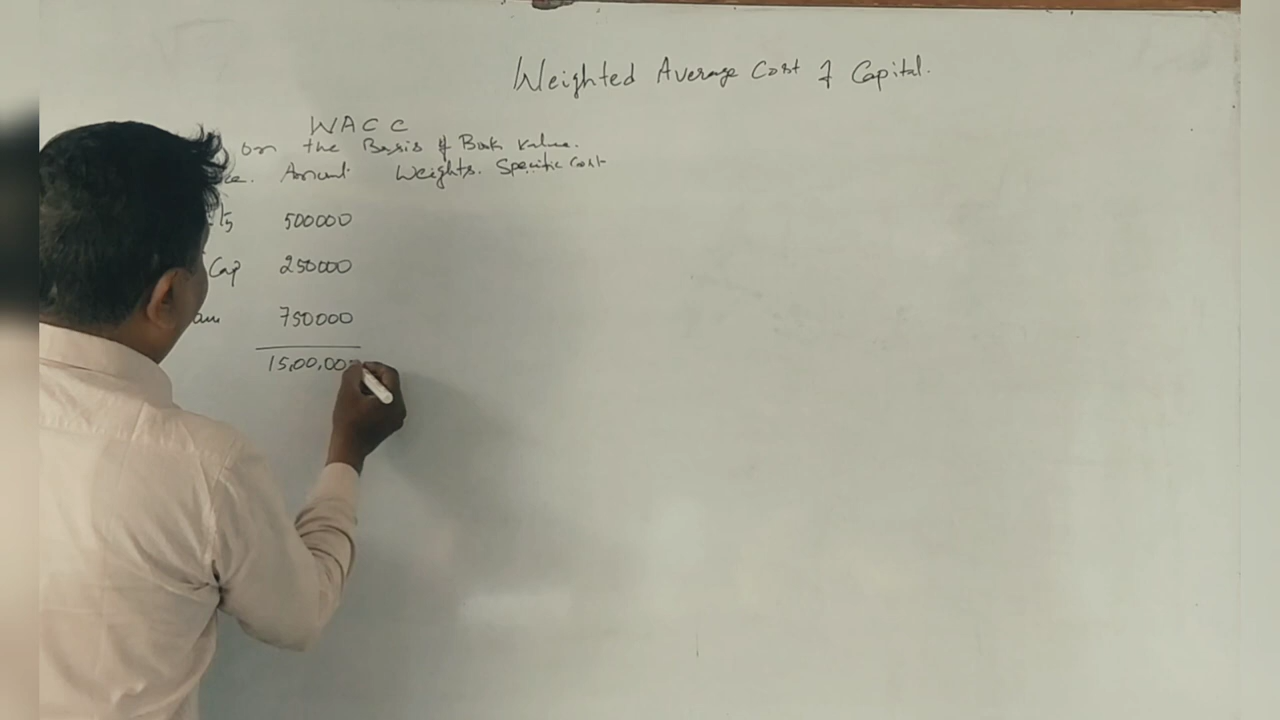 Weighted Average Cost of Capital.
WACC
on the Basis of Book Value.
Amount Weights. Specific Cost
500000
Cap 250000
750000
15,00,00